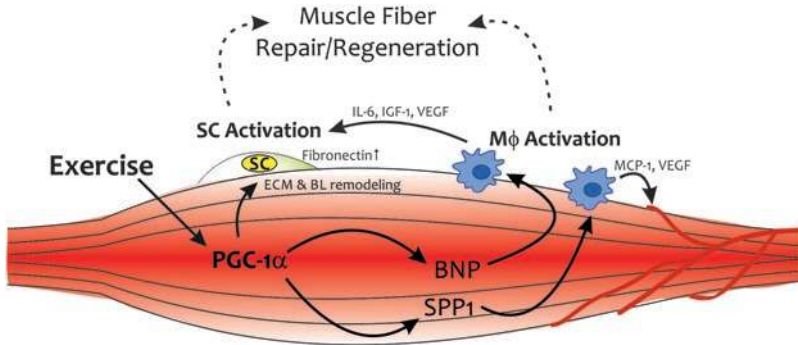 Muscle Fiber
Repair/Regeneration
IL-6, IGF-1, VEGF
SC Activation
Mϕ Activation
Exercise
SC
Fibronectin↑
MCP-1, VEGF
ECM & BL remodeling
PGC-1α
BNP
SPP1